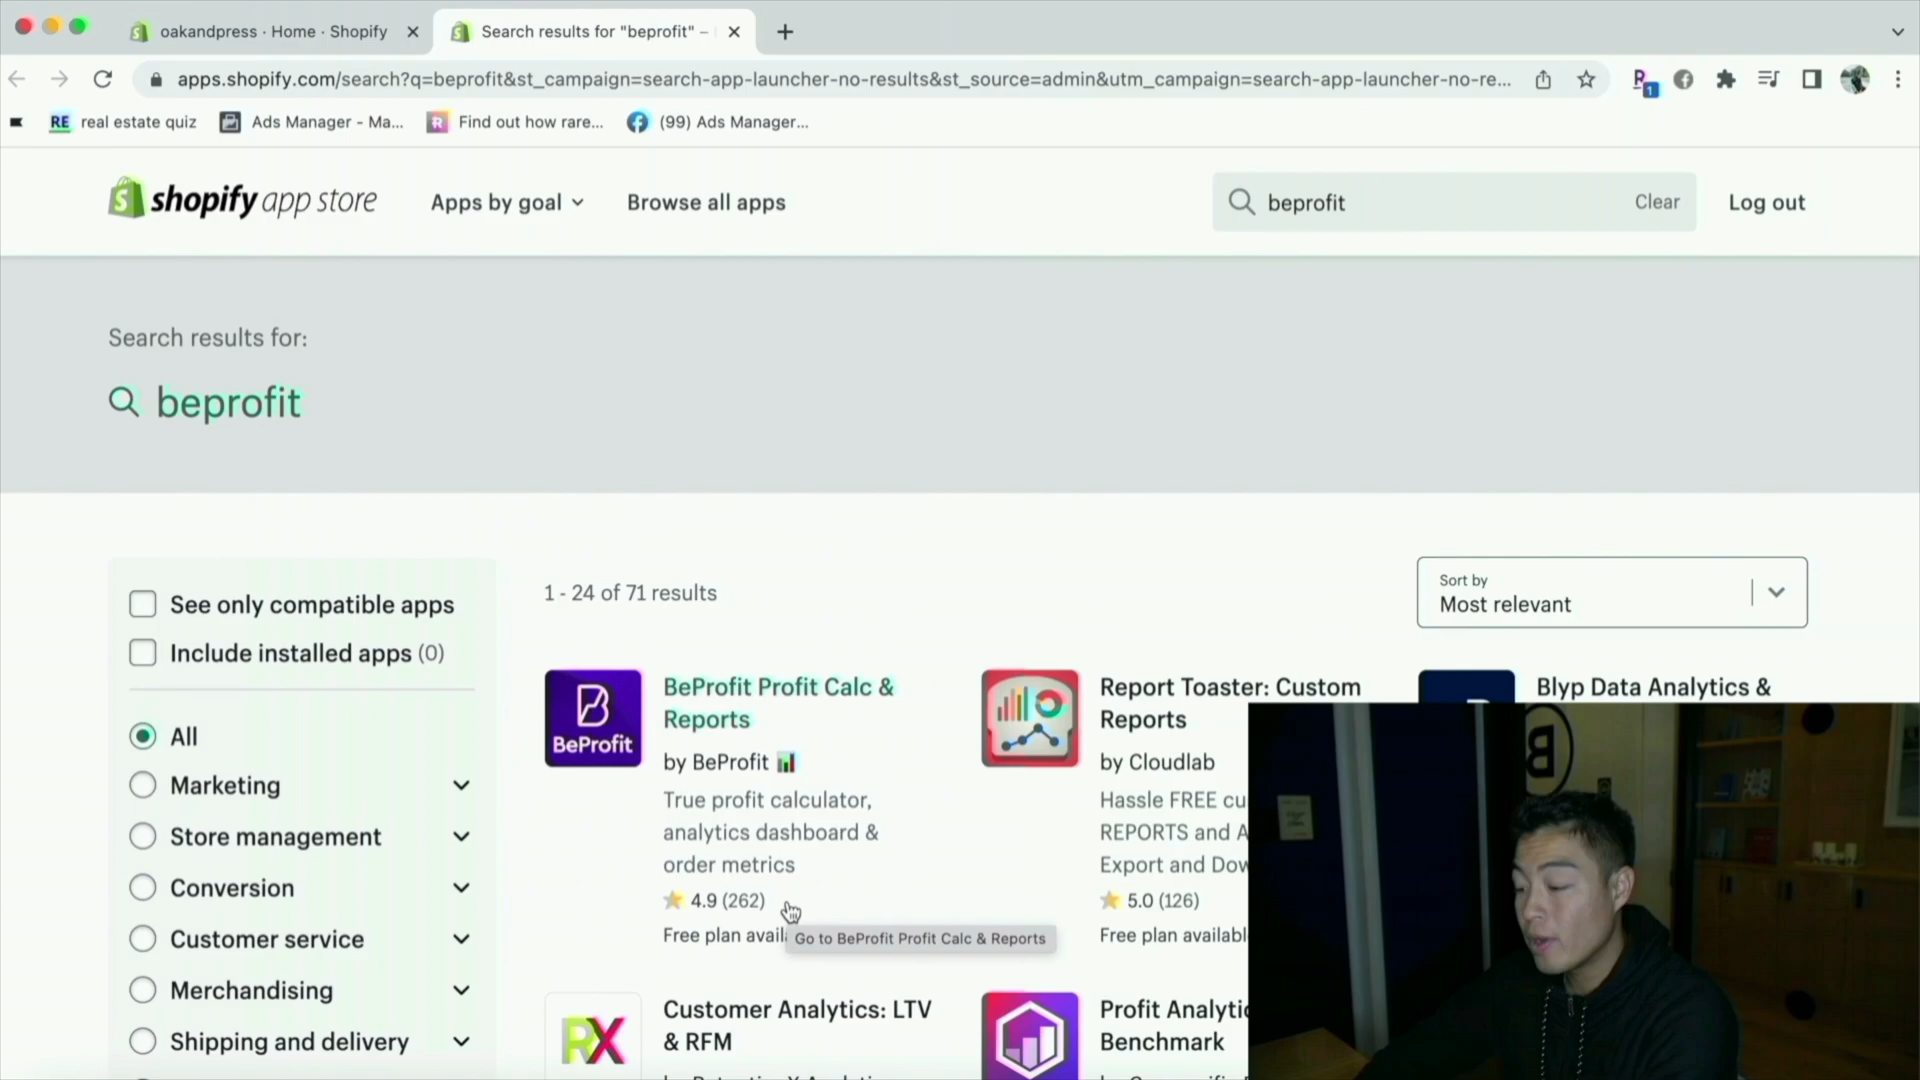 oakandpress · Home · Shopify
Search results for "beprofit" –
apps.shopify.com/search?q=beprofit&st_campaign=search-app-launcher-no-results&st_source=admin&utm_campaign=search-app-launcher-no-re...
1
RE real estate quiz
Ads Manager - Ma...
R Find out how rare...
(99) Ads Manager...
shopify app store
Apps by goal
Browse all apps
beprofit
Clear
Log out
Search results for:
beprofit
See only compatible apps
Include installed apps (0)
All
Marketing
Store management
Conversion
Customer service
Merchandising
Shipping and delivery
1 - 24 of 71 results
Sort by
Most relevant
BeProfit
BeProfit Profit Calc &
Reports
by BeProfit
True profit calculator,
analytics dashboard &
order metrics
4.9 (262)
Free plan avail
Go to BeProfit Profit Calc & Reports
Report Toaster: Custom
Reports
by Cloudlab
Hassle FREE cu
REPORTS and A
Export and Dow
5.0 (126)
Free plan availabl
Blyp Data Analytics &
RX
Customer Analytics: LTV
& RFM
Profit Analytic
Benchmark